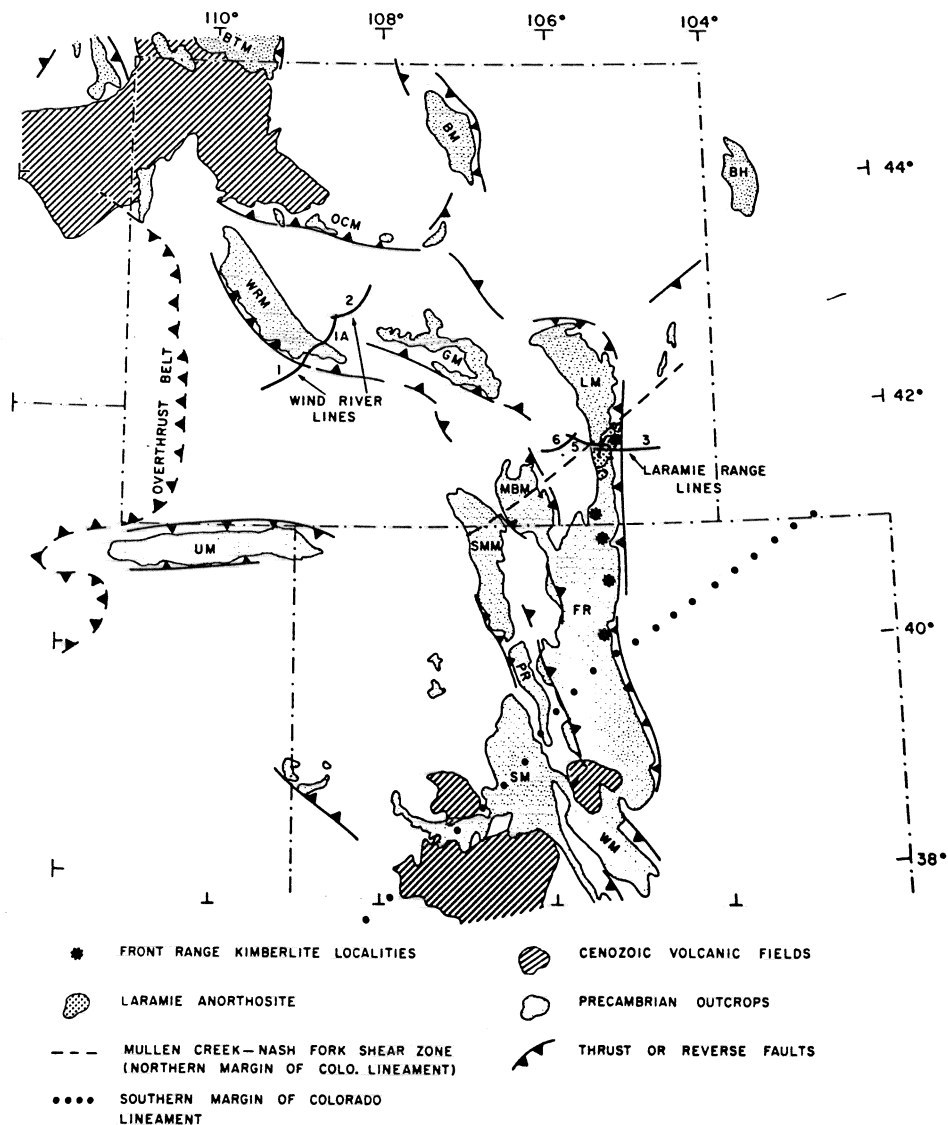 110° 108° 106° 104°
BTM
BM
44°
BH
OCM
WRM
2
1A
GM
1
LM
OVERTHRUST BELT
42°
WIND RIVER
LINES
6 5 4 3
LARAMIE RANGE
LINES
MBM
UM
SMM
FR
40°
PR
SM
WM
38°
FRONT RANGE KIMBERLITE LOCALITIES
CENOZOIC VOLCANIC FIELDS
LARAMIE ANORTHOSITE
PRECAMBRIAN OUTCROPS
MULLEN CREEK—NASH FORK SHEAR ZONE
(NORTHERN MARGIN OF COLO. LINEAMENT)
THRUST OR REVERSE FAULTS
SOUTHERN MARGIN OF COLORADO
LINEAMENT